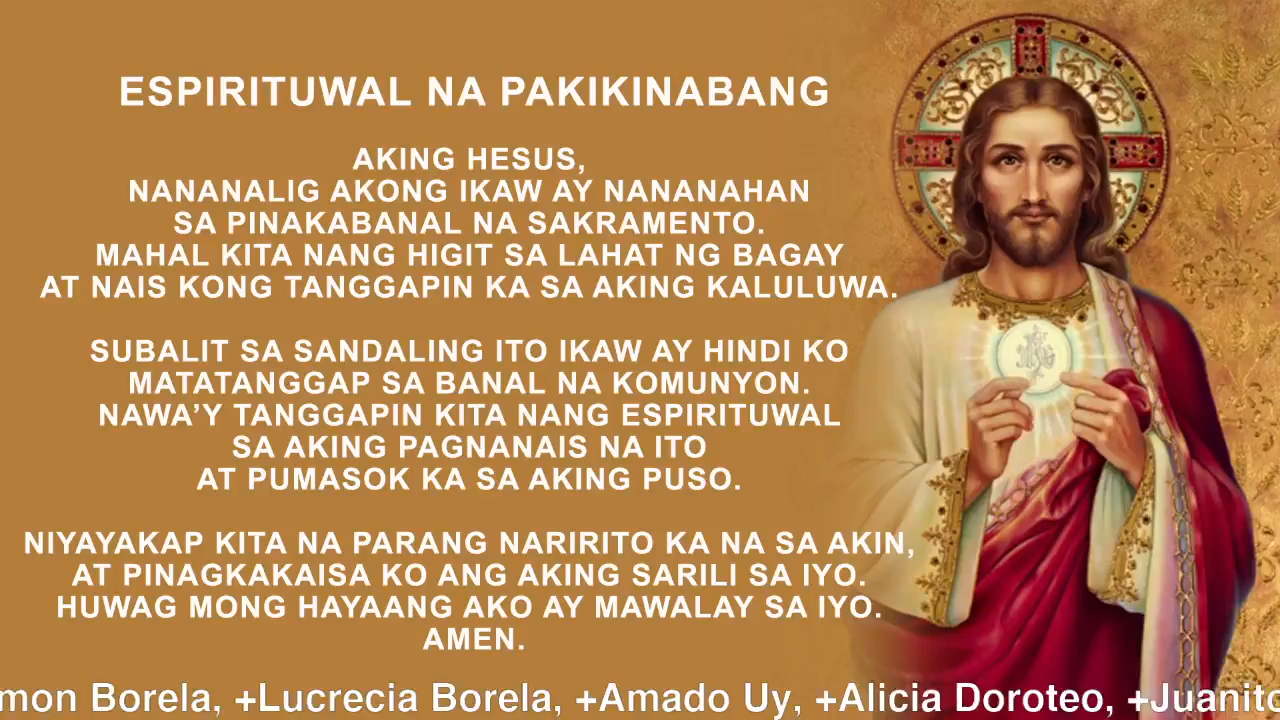 ESPIRITUWAL NA PAKIKINABANG
AKING HESUS,
NANANALIG AKONG IKAW AY NANANAHAN
SA PINAKABANAL NA SAKRAMENTO.
MAHAL KITA NANG HIGIT SA LAHAT NG BAGAY
AT NAIS KONG TANGGAPIN KA SA AKING KALULUWA.
SUBALIT SA SANDALING ITO IKAW AY HINDI KO
MATATANGGAP SA BANAL NA KOMUNYON.
NAWA’Y TANGGAPIN KITA NANG ESPIRITUWAL
SA AKING PAGNANAIS NA ITO
AT PUMASOK KA SA AKING PUSO.
NIYAYAKAP KITA NA PARANG NARIRITO KA NA SA AKIN,
AT PINAGKAKAISA KO ANG AKING SARILI SA IYO.
HUWAG MONG HAYAANG AKO AY MAWALAY SA IYO.
AMEN.
mon Borela, +Lucrecia Borela, +Amado Uy, +Alicia Doroteo, +Juanito